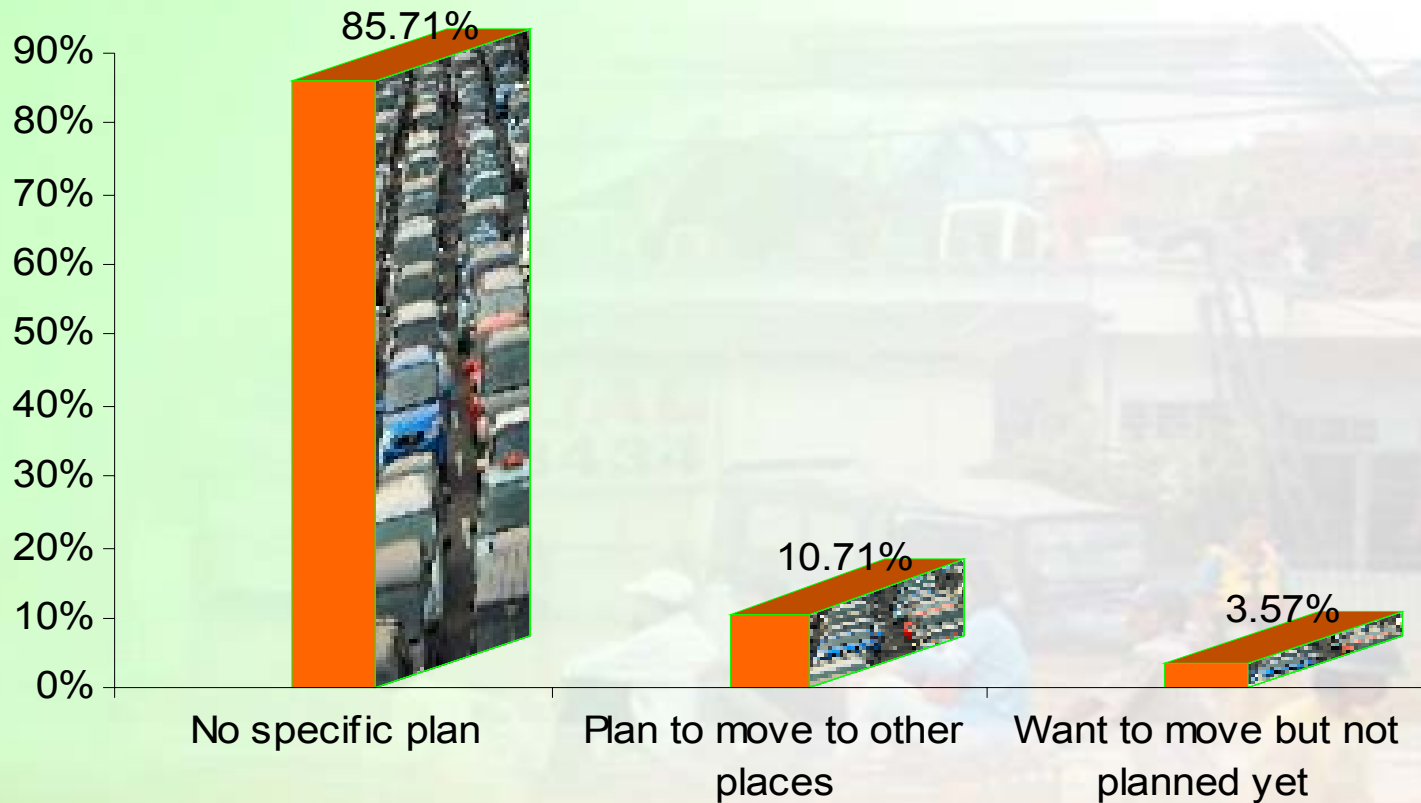 85.71%
90%
80%
70%
60%
50%
40%
30%
20%
10%
0%
10.71%
3.57%
No specific plan
Plan to move to other
places
Want to move but not
planned yet